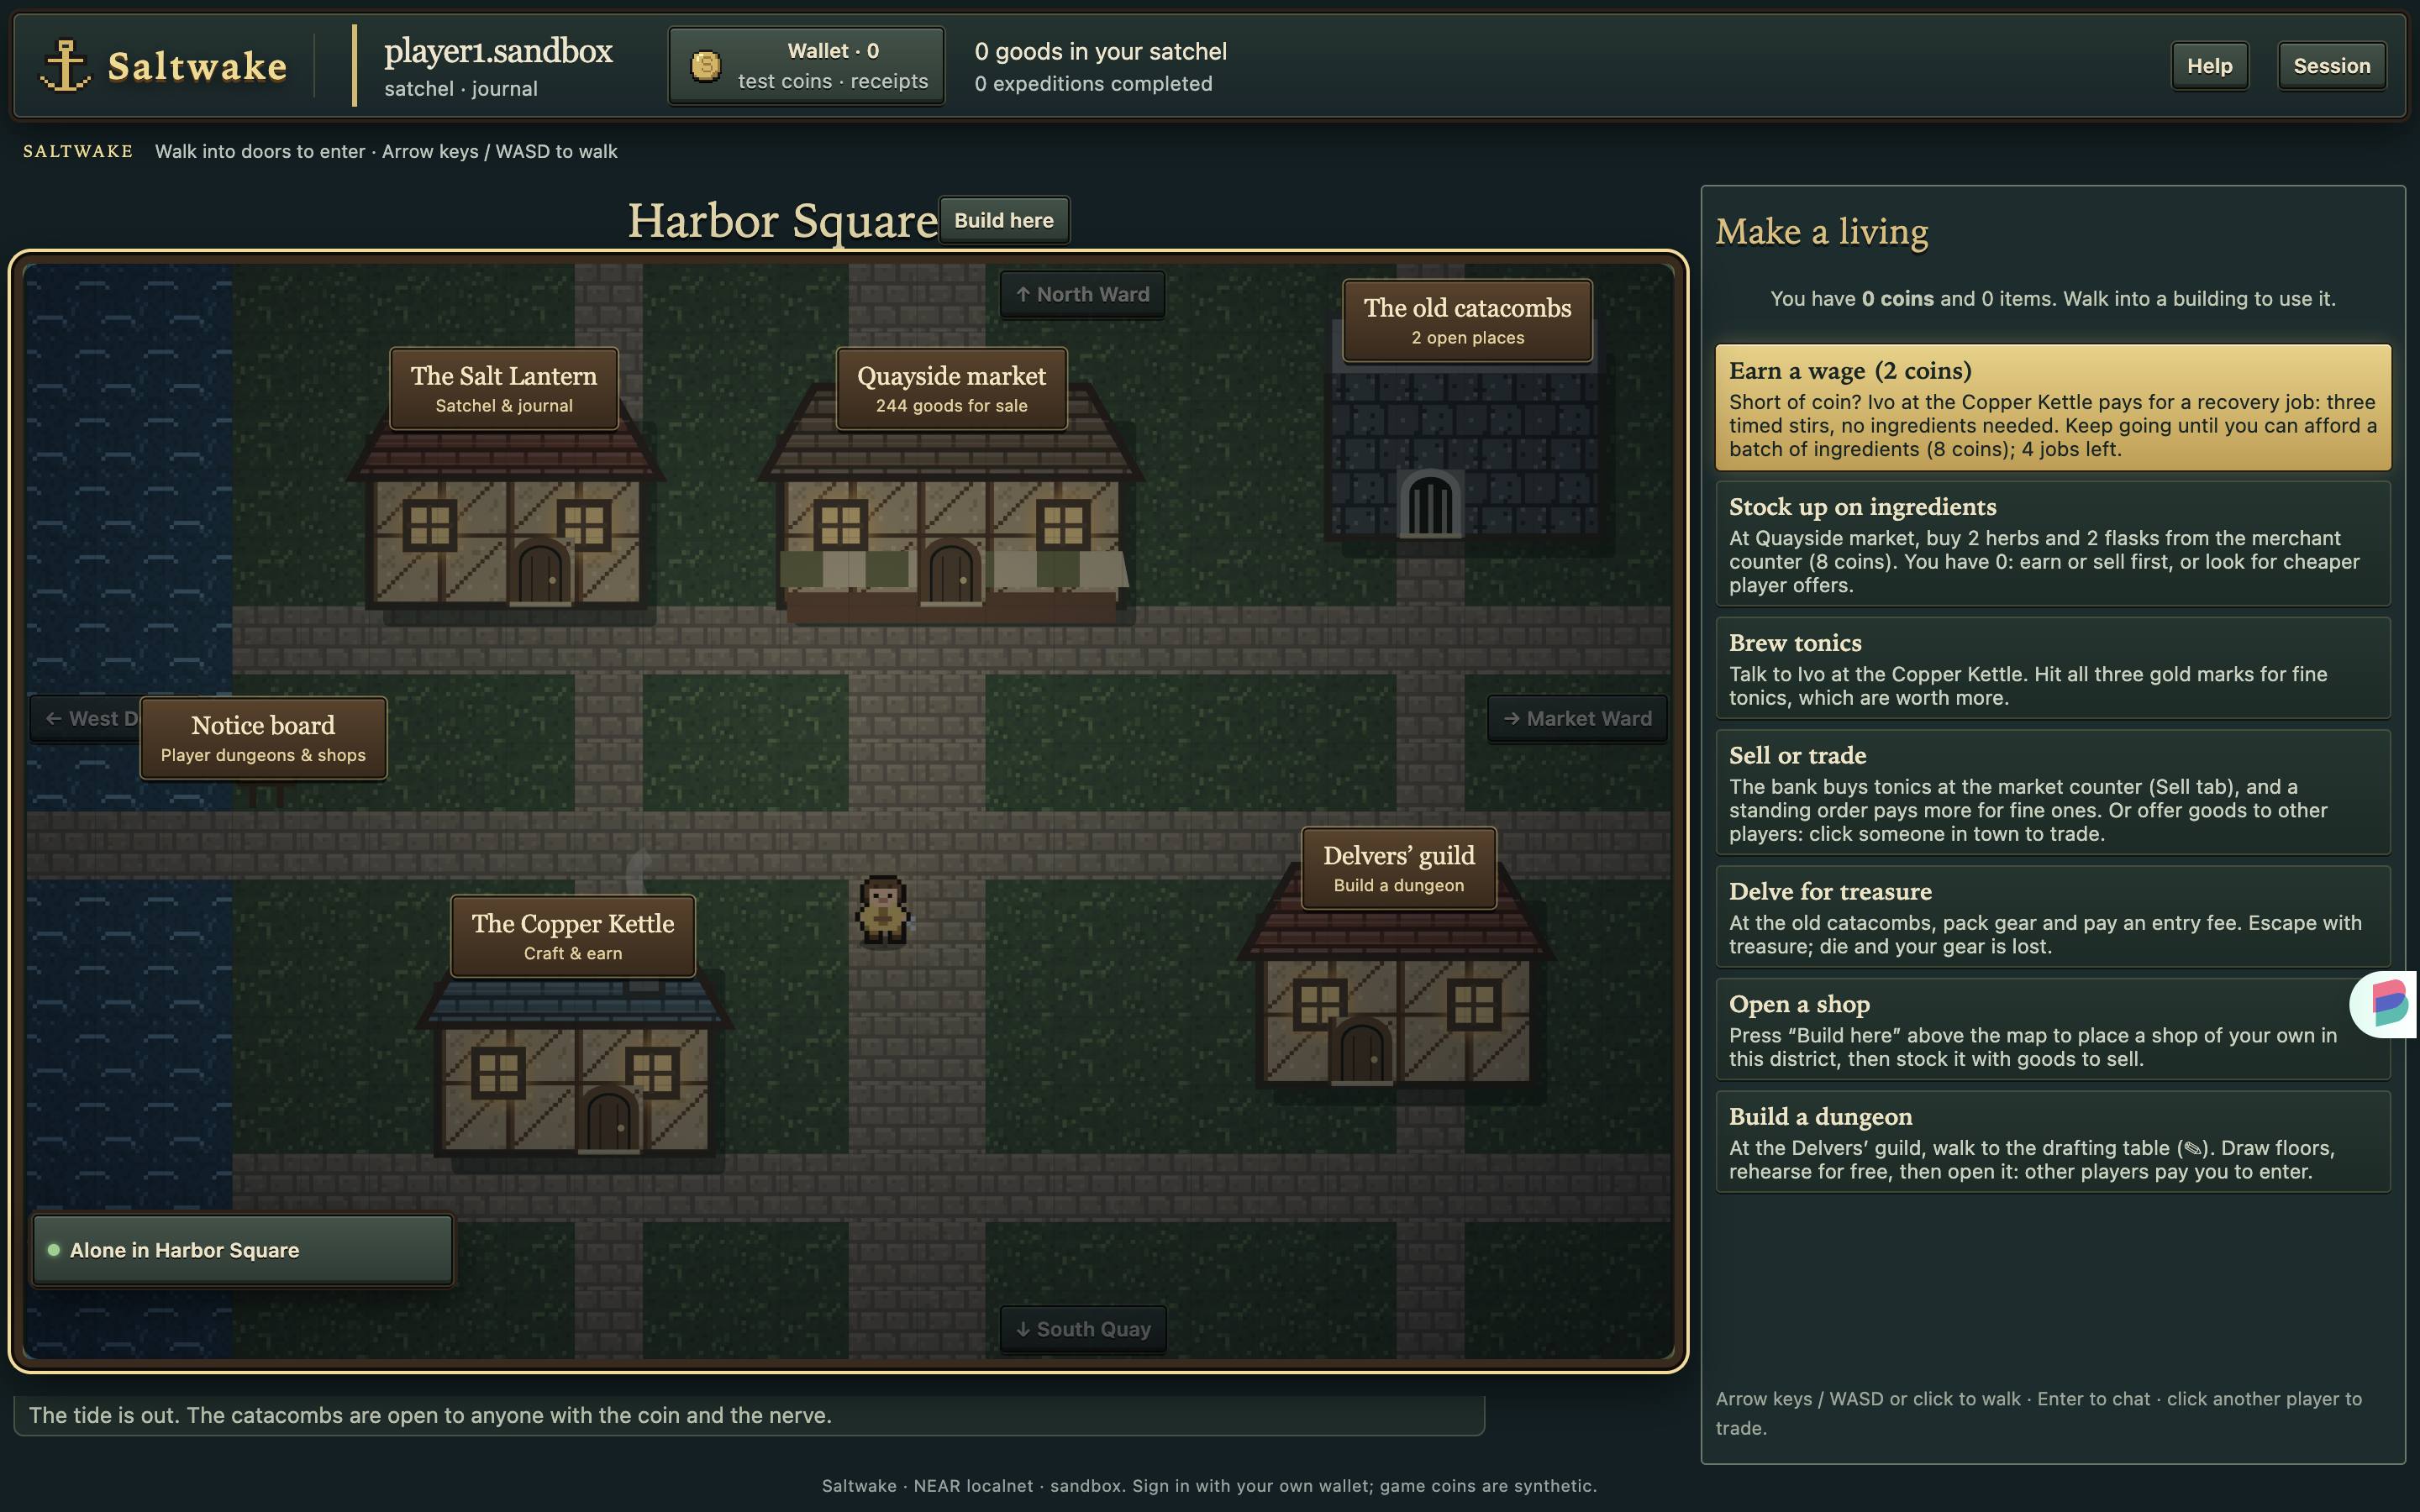 Saltwake
player1.sandbox
satchel · journal
Wallet · 0
test coins · receipts
0 goods in your satchel
0 expeditions completed
Help
Session
SALTWAKE Walk into doors to enter · Arrow keys / WASD to walk
Harbor Square
Build here
↑ North Ward
The old catacombs
2 open places
The Salt Lantern
Satchel & journal
Quayside market
244 goods for sale
← West D
Notice board
Player dungeons & shops
→ Market Ward
Delvers’ guild
Build a dungeon
The Copper Kettle
Craft & earn
Alone in Harbor Square
↓ South Quay
The tide is out. The catacombs are open to anyone with the coin and the nerve.
Make a living
You have 0 coins and 0 items. Walk into a building to use it.
Earn a wage (2 coins)
Short of coin? Ivo at the Copper Kettle pays for a recovery job: three
timed stirs, no ingredients needed. Keep going until you can afford a
batch of ingredients (8 coins); 4 jobs left.
Stock up on ingredients
At Quayside market, buy 2 herbs and 2 flasks from the merchant
counter (8 coins). You have 0: earn or sell first, or look for cheaper
player offers.
Brew tonics
Talk to Ivo at the Copper Kettle. Hit all three gold marks for fine
tonics, which are worth more.
Sell or trade
The bank buys tonics at the market counter (Sell tab), and a
standing order pays more for fine ones. Or offer goods to other
players: click someone in town to trade.
Delve for treasure
At the old catacombs, pack gear and pay an entry fee. Escape with
treasure; die and your gear is lost.
Open a shop
Press “Build here” above the map to place a shop of your own in
this district, then stock it with goods to sell.
Build a dungeon
At the Delvers’ guild, walk to the drafting table (✎). Draw floors,
rehearse for free, then open it: other players pay you to enter.
Arrow keys / WASD or click to walk · Enter to chat · click another player to
trade.
Saltwake · NEAR localnet · sandbox. Sign in with your own wallet; game coins are synthetic.